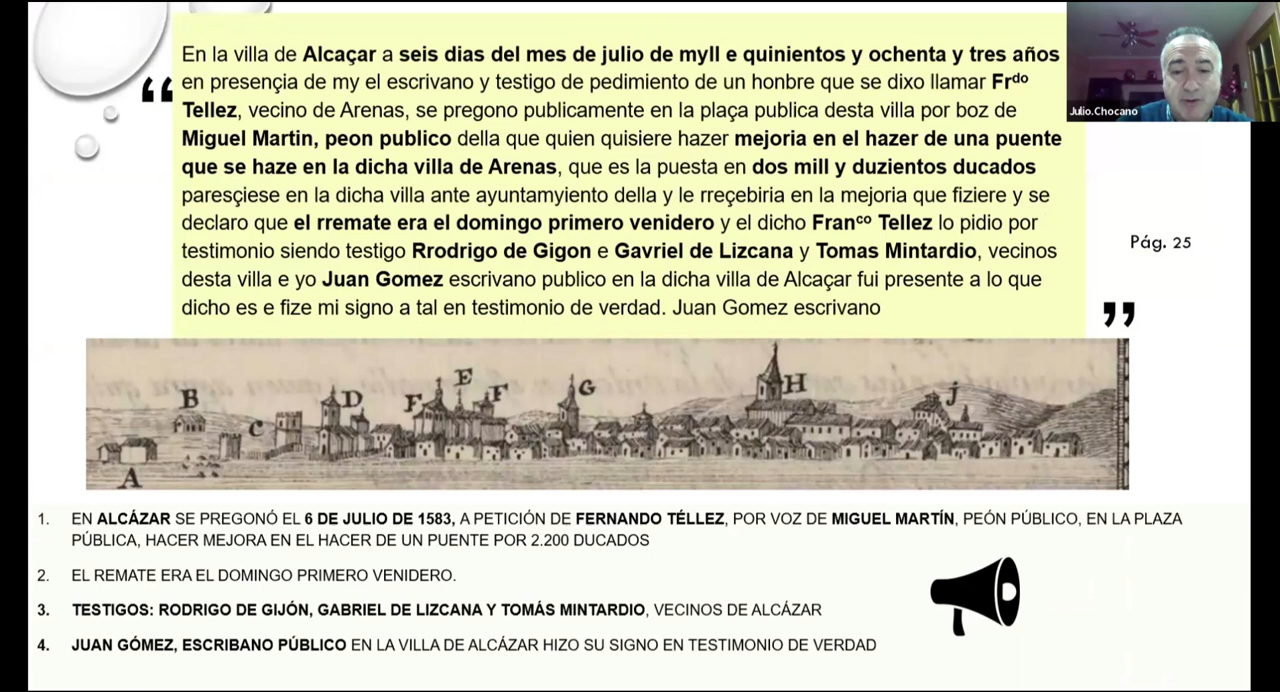 En la villa de Alcaçar a seis dias del mes de julio de myll e quinientos y ochenta y tres años
en presençia de my el escrivano y testigo de pedimiento de un honbre que se dixo llamar Frdo
Tellez, vecino de Arenas, se pregono publicamente en la plaça publica desta villa por boz de
Miguel Martin, peon publico della que quien quisiere hazer mejoria en el hazer de una puente
que se haze en la dicha villa de Arenas, que es la puesta en dos mill y duzientos ducados
paresçiese en la dicha villa ante ayuntamyiento della y le rreçebiria en la mejoria que fiziere y se
declaro que el rremate era el domingo primero venidero y el dicho Franco Tellez lo pidio por
testimonio siendo testigo Rrodrigo de Gigon e Gavriel de Lizcana y Tomas Mintardio, vecinos
desta villa e yo Juan Gomez escrivano publico en la dicha villa de Alcaçar fui presente a lo que
dicho es e fize mi signo a tal en testimonio de verdad. Juan Gomez escrivano
Julio.Chocano
Pág. 25
A
B
C
D
F
E
F
G
H
J
1. EN ALCÁZAR SE PREGONÓ EL 6 DE JULIO DE 1583, A PETICIÓN DE FERNANDO TÉLLEZ, POR VOZ DE MIGUEL MARTÍN, PEÓN PÚBLICO, EN LA PLAZA
PÚBLICA, HACER MEJORA EN EL HACER DE UN PUENTE POR 2.200 DUCADOS
2. EL REMATE ERA EL DOMINGO PRIMERO VENIDERO.
3. TESTIGOS: RODRIGO DE GIJÓN, GABRIEL DE LIZCANA Y TOMÁS MINTARDIO, VECINOS DE ALCÁZAR
4. JUAN GÓMEZ, ESCRIBANO PÚBLICO EN LA VILLA DE ALCÁZAR HIZO SU SIGNO EN TESTIMONIO DE VERDAD